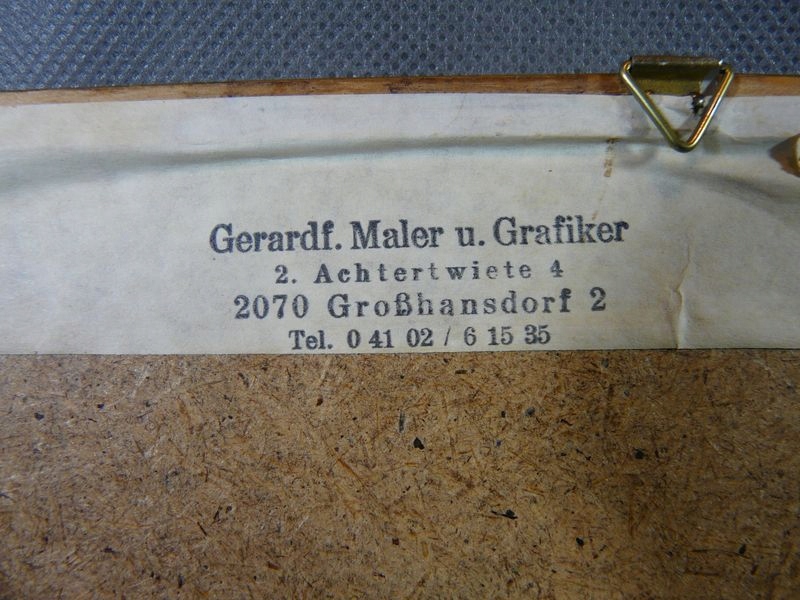 Gerardf. Maler u. Grafiker
2. Achtertwiete 4
2070 Großhansdorf 2
Tel. 0 41 02 / 6 15 35